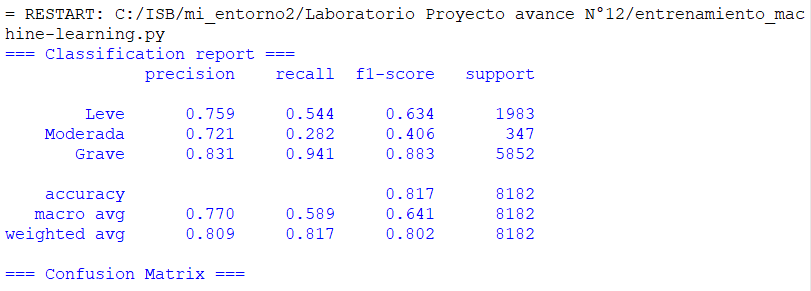 = RESTART: C:/ISB/mi_entorno2/Laboratorio Proyecto avance N°12/entrenamiento_mac
hine-learning.py
=== Classification report ===
precision recall f1-score support
Leve 0.759 0.544 0.634 1983
Moderada 0.721 0.282 0.406 347
Grave 0.831 0.941 0.883 5852
accuracy 0.817 8182
macro avg 0.770 0.589 0.641 8182
weighted avg 0.809 0.817 0.802 8182
=== Confusion Matrix ===